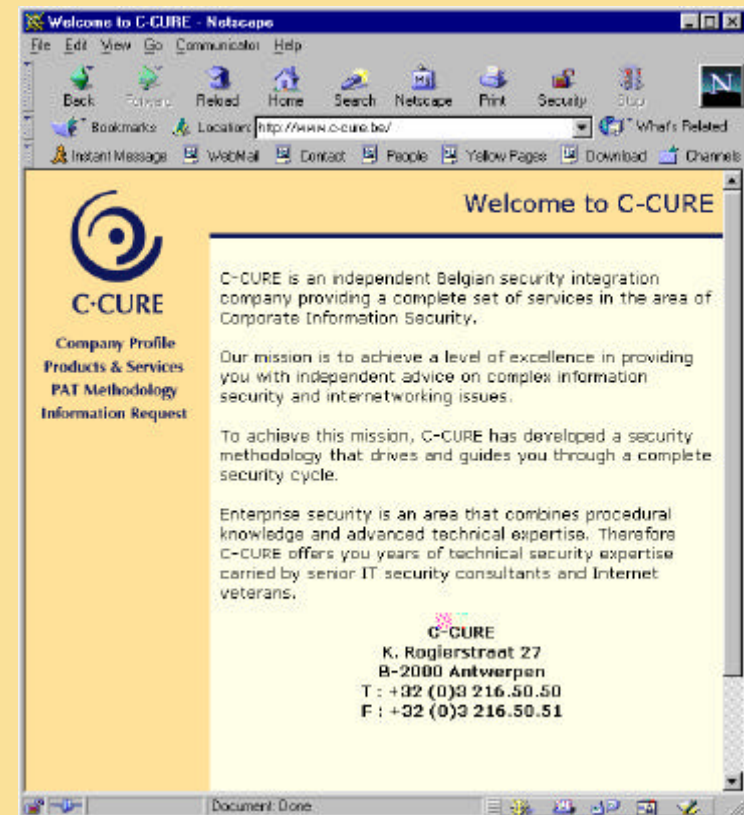 Welcome to C-CURE - Netscape
File Edit View Go Communicator Help
Back Forward Reload Home Search Netscape Print Security Stop
N
Bookmarks Location: http://www.c-cure.be/ What's Related
Instant Message WebMail Contact People Yellow Pages Download Channels
C·CURE
Company Profile
Products & Services
PAT Methodology
Information Request
Welcome to C-CURE
C-CURE is an independent Belgian security integration
company providing a complete set of services in the area of
Corporate Information Security.
Our mission is to achieve a level of excellence in providing
you with independent advice on complex information
security and internetworking issues.
To achieve this mission, C-CURE has developed a security
methodology that drives and guides you through a complete
security cycle.
Enterprise security is an area that combines procedural
knowledge and advanced technical expertise. Therefore
C-CURE offers you years of technical security expertise
carried by senior IT security consultants and Internet
veterans.
C-CURE
K. Rogierstraat 27
B-2000 Antwerpen
T : +32 (0)3 216.50.50
F : +32 (0)3 216.50.51
Document: Done